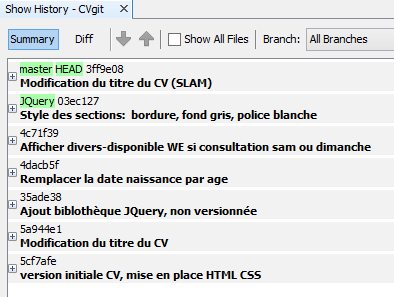 Show History - CVgit
Summary Diff Show All Files Branch: All Branches
master HEAD 3ff9e08
Modification du titre du CV (SLAM)
JQuery 03ec127
Style des sections: bordure, fond gris, police blanche
4c71f39
Afficher divers-disponible WE si consultation sam ou dimanche
4dacb5f
Remplacer la date naissance par age
35ade38
Ajout biblothèque JQuery, non versionnée
5a944e1
Modification du titre du CV
5cf7afe
version initiale CV, mise en place HTML CSS